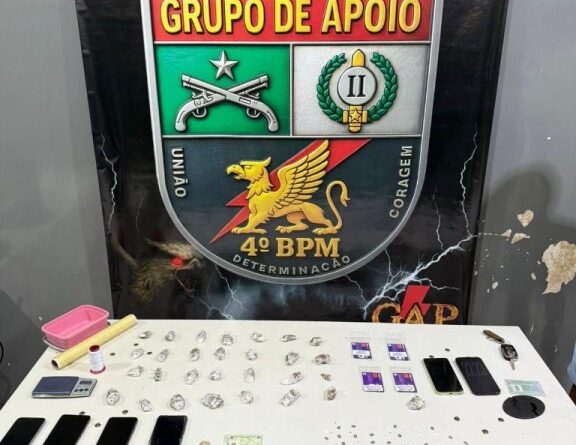 GRUPO DE APOIO
II
UNIÃO
CORAGEM
4º BPM
DETERMINAÇÃO
GAP